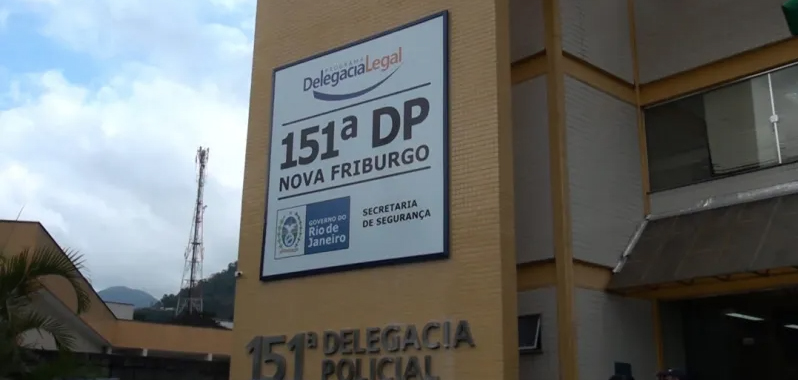 PROGRAMA
DelegaciaLegal
151ª DP
NOVA FRIBURGO
GOVERNO DO
Rio de
Janeiro
SECRETARIA
DE SEGURANÇA
151ª DELEGACIA
POLICIAL